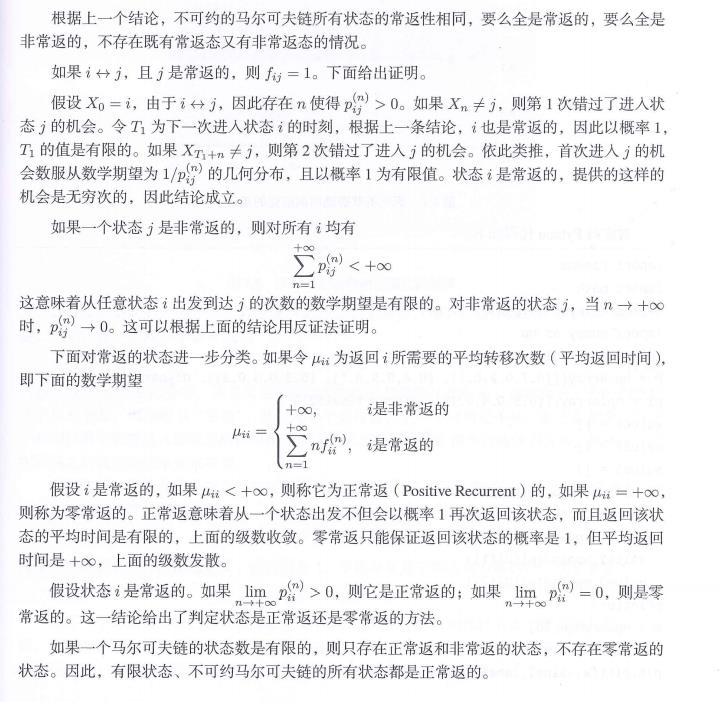 根据上一个结论，不可约的马尔可夫链所有状态的常返性相同，要么全是常返的，要么全是
非常返的，不存在既有常返态又有非常返态的情况。
如果 i ↔ j，且 j 是常返的，则 f_{ij} = 1。下面给出证明。
假设 X_0 = i，由于 i ↔ j，因此存在 n 使得 p_{ij}^{(n)} > 0。如果 X_n ≠ j，则第 1 次错过了进入状
态 j 的机会。令 T_1 为下一次进入状态 i 的时刻，根据上一条结论，i 也是常返的，因此以概率 1，
T_1 的值是有限的。如果 X_{T_1+n} ≠ j，则第 2 次错过了进入 j 的机会。依此类推，首次进入 j 的机
会数服从数学期望为 1/p_{ij}^{(n)} 的几何分布，且以概率 1 为有限值。状态 i 是常返的，提供的这样的
机会是无穷次的，因此结论成立。
如果一个状态 j 是非常返的，则对所有 i 均有
\sum_{n=1}^{+∞} p_{ij}^{(n)} < +∞
这意味着从任意状态 i 出发到达 j 的次数的数学期望是有限的。对非常返的状态 j，当 n → +∞
时，p_{ij}^{(n)} → 0。这可以根据上面的结论用反证法证明。
下面对常返的状态进一步分类。如果令 μ_{ii} 为返回 i 所需要的平均转移次数（平均返回时间），
即下面的数学期望
μ_{ii} = { +∞, i是非常返的
\sum_{n=1}^{+∞} n f_{ii}^{(n)}, i是常返的
假设 i 是常返的，如果 μ_{ii} < +∞，则称它为正常返（Positive Recurrent）的，如果 μ_{ii} = +∞，
则称为零常返的。正常返意味着从一个状态出发不但会以概率 1 再次返回该状态，而且返回该状
态的平均时间是有限的，上面的级数收敛。零常返只能保证返回该状态的概率是 1，但平均返回
时间是 +∞，上面的级数发散。
假设状态 i 是常返的。如果 \lim_{n→+∞} p_{ii}^{(n)} > 0，则它是正常返的；如果 \lim_{n→+∞} p_{ii}^{(n)} = 0，则是零
常返的。这一结论给出了判定状态是正常返还是零常返的方法。
如果一个马尔可夫链的状态数是有限的，则只存在正常返和非常返的状态，不存在零常返的
状态。因此，有限状态、不可约马尔可夫链的所有状态都是正常返的。